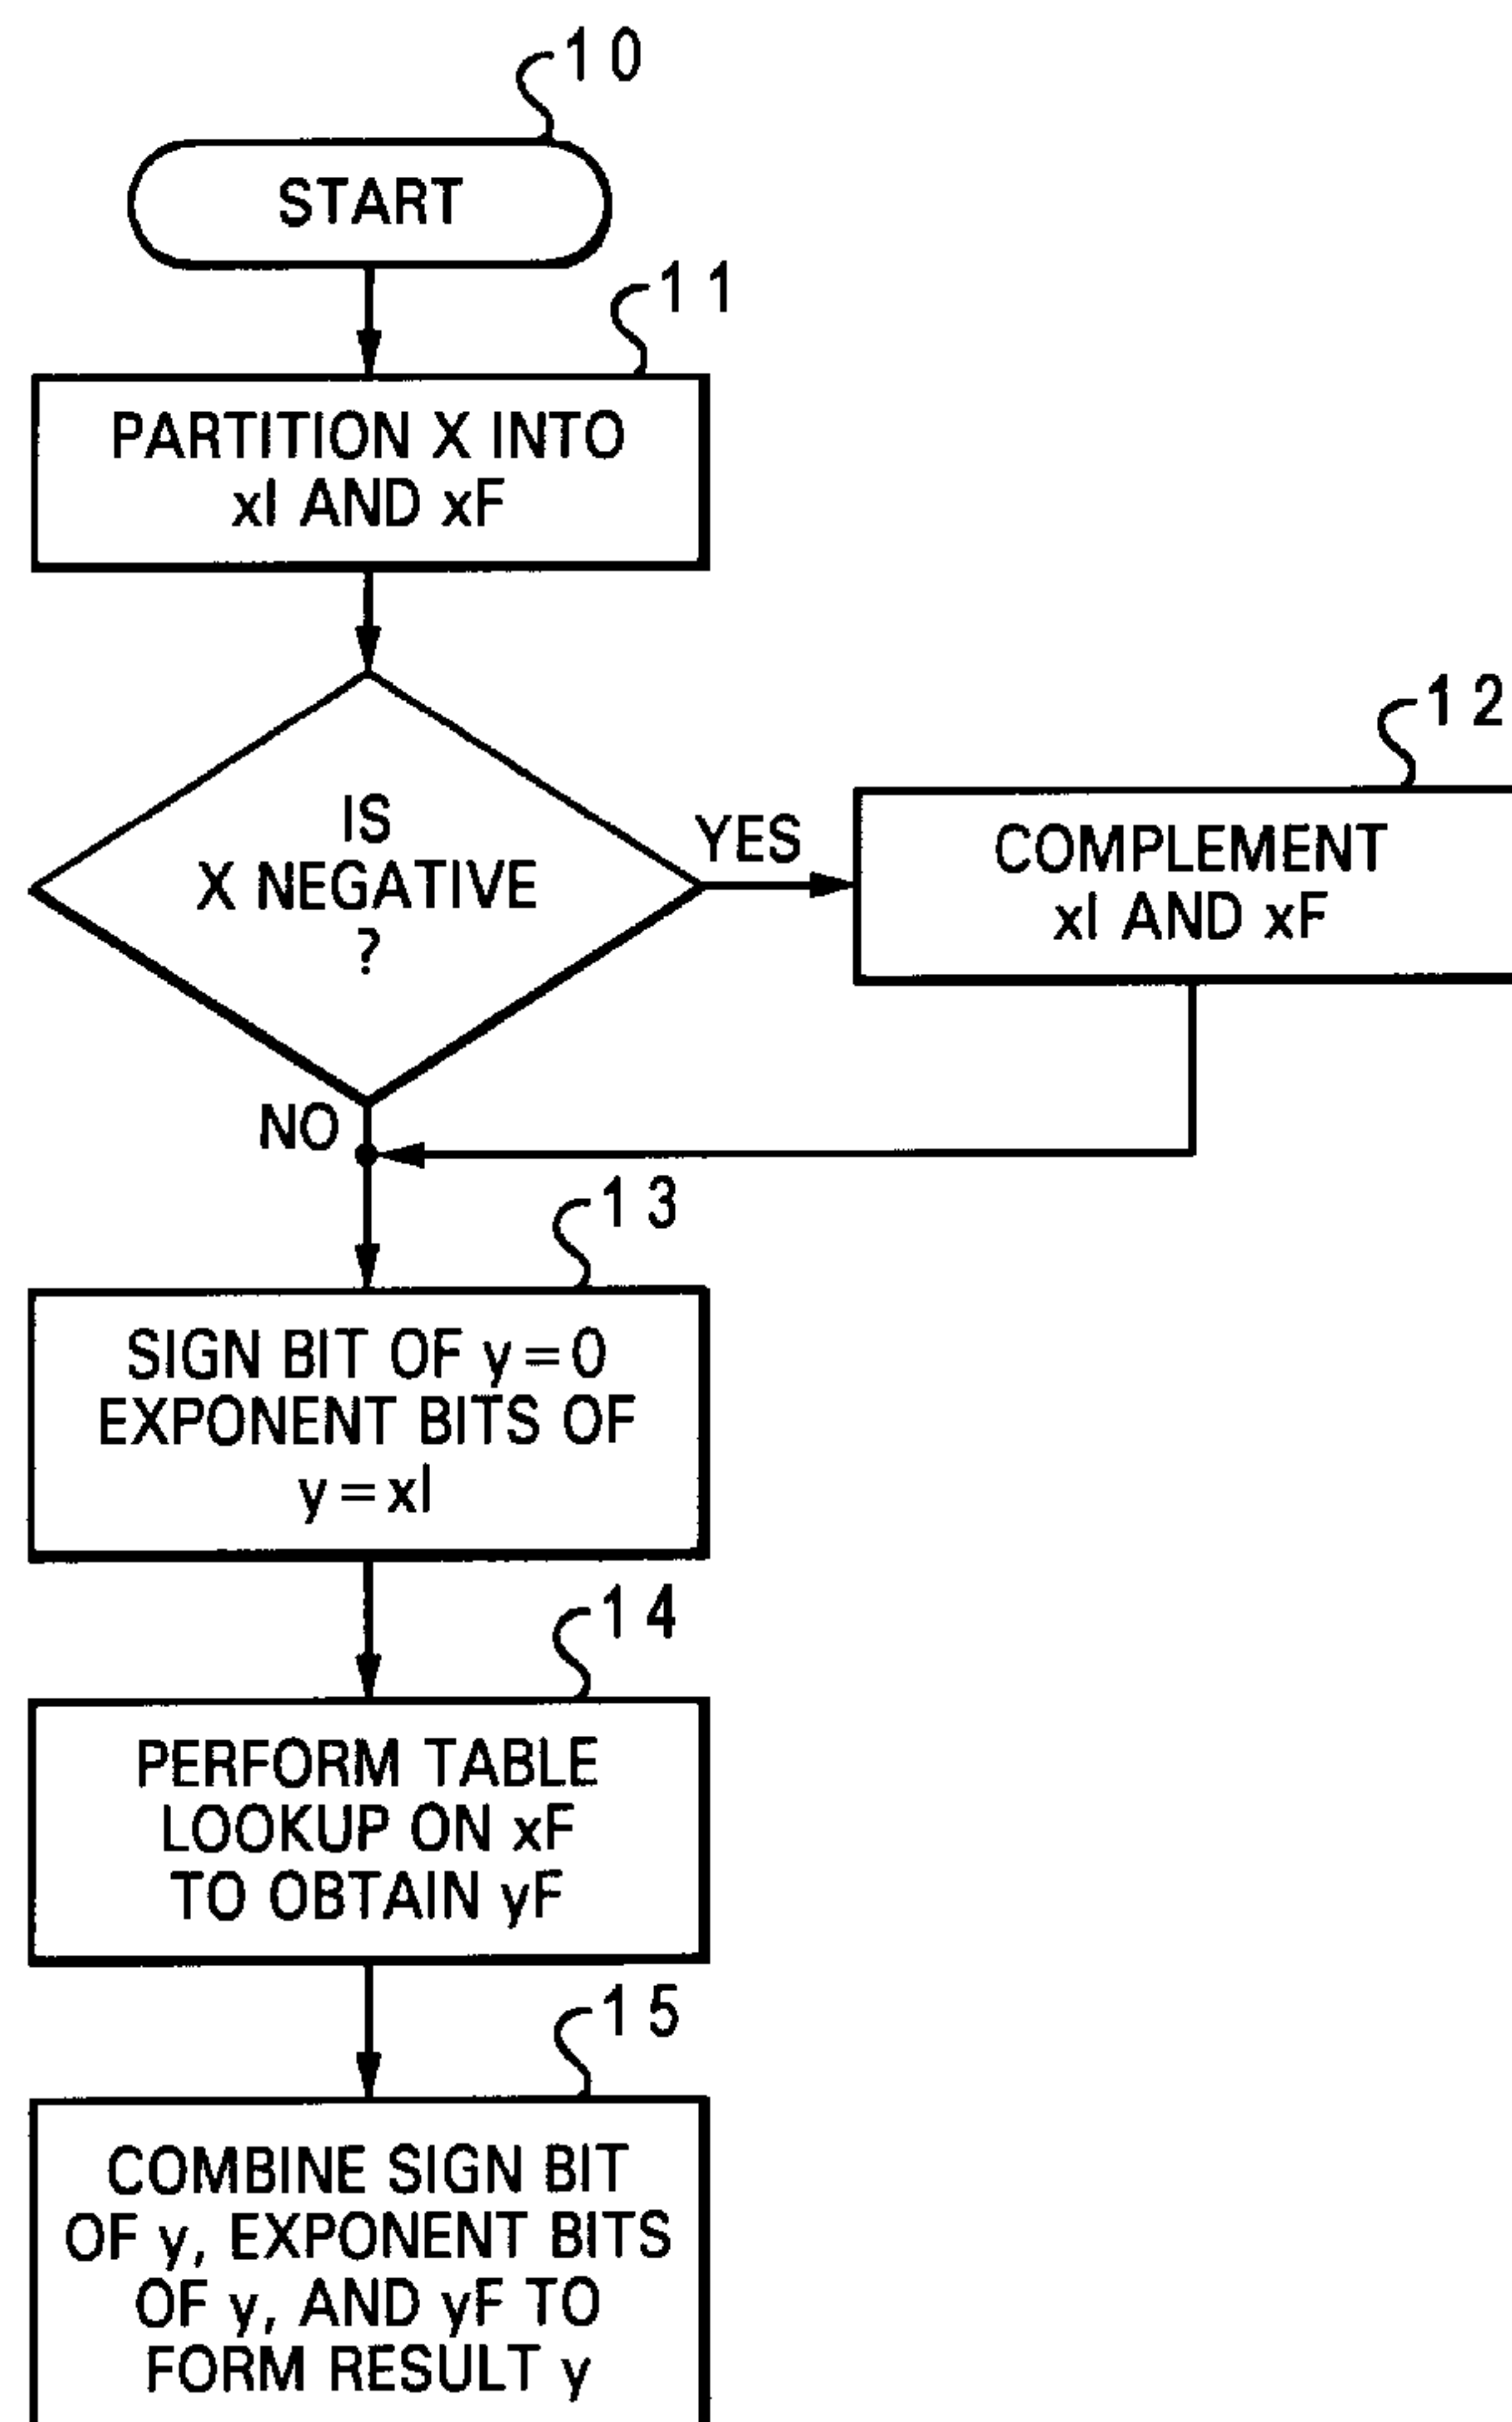 10
START
11
PARTITION X INTO
xI AND xF
IS
X NEGATIVE
?
YES
12
COMPLEMENT
xI AND xF
NO
13
SIGN BIT OF y=0
EXPONENT BITS OF
y=xI
14
PERFORM TABLE
LOOKUP ON xF
TO OBTAIN yF
15
COMBINE SIGN BIT
OF y, EXPONENT BITS
OF y, AND yF TO
FORM RESULT y